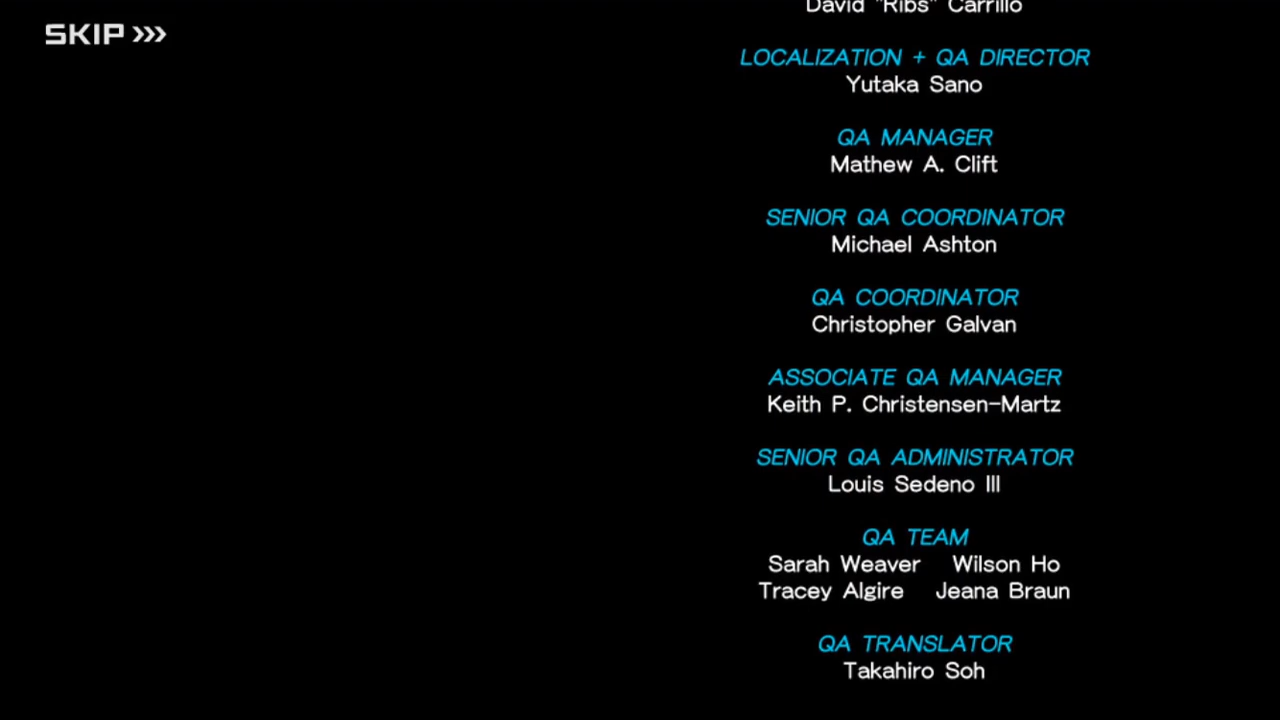 SKIP >>>
David "Ribs" Carrillo
LOCALIZATION + QA DIRECTOR
Yutaka Sano
QA MANAGER
Mathew A. Clift
SENIOR QA COORDINATOR
Michael Ashton
QA COORDINATOR
Christopher Galvan
ASSOCIATE QA MANAGER
Keith P. Christensen-Martz
SENIOR QA ADMINISTRATOR
Louis Sedeno III
QA TEAM
Sarah Weaver Wilson Ho
Tracey Algire Jeana Braun
QA TRANSLATOR
Takahiro Soh